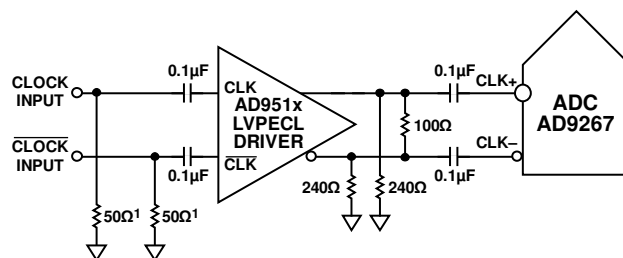 CLOCK
INPUT
0.1µF
CLK
0.1µF
CLK+
CLOCK
INPUT
0.1µF
CLK
AD951x
LVPECL
DRIVER
100Ω
0.1µF
CLK–
ADC
AD9267
50Ω1
50Ω1
240Ω
240Ω